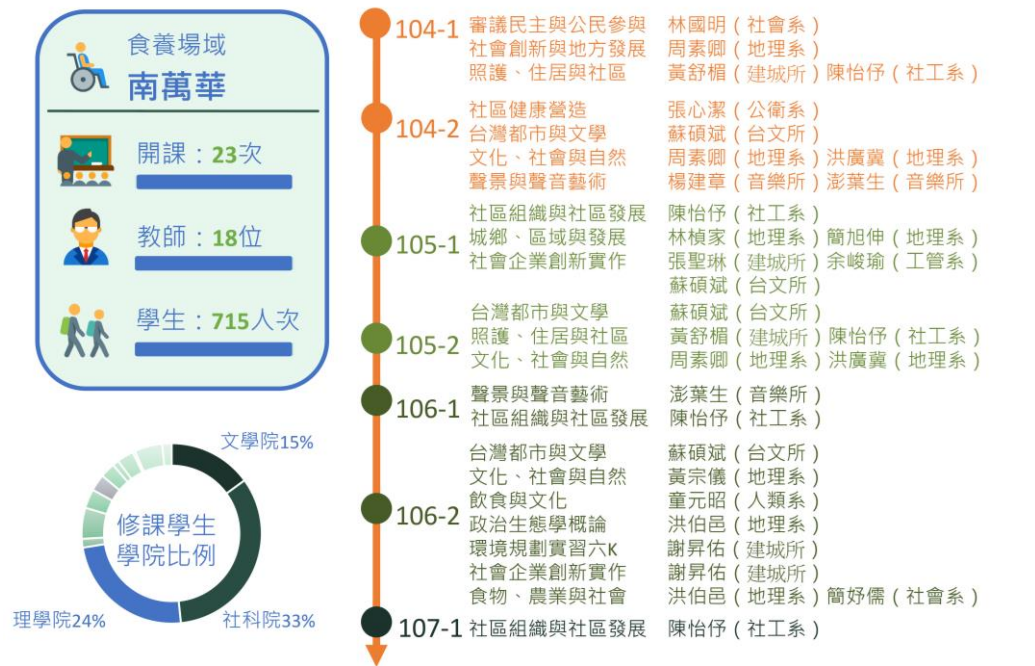 食養場域
南萬華
開課：23次
教師：18位
學生：715人次
文學院15%
修課學生
學院比例
理學院24%
社科院33%
104-1
審議民主與公民參與 林國明（社會系）
社會創新與地方發展 周素卿（地理系）
照護、住居與社區 黃舒楣（建城所）陳怡伃（社工系）
104-2
社區健康營造 張心潔（公衛系）
台灣都市與文學 蘇碩斌（台文所）
文化、社會與自然 周素卿（地理系）洪廣冀（地理系）
聲景與聲音藝術 楊建章（音樂所）澎葉生（音樂所）
105-1
社區組織與社區發展 陳怡伃（社工系）
城鄉、區域與發展 林楨家（地理系）簡旭伸（地理系）
社會企業創新實作 張聖琳（建城所）余峻瑜（工管系）
蘇碩斌（台文所）
105-2
台灣都市與文學 蘇碩斌（台文所）
照護、住居與社區 黃舒楣（建城所）陳怡伃（社工系）
文化、社會與自然 周素卿（地理系）洪廣冀（地理系）
106-1
聲景與聲音藝術 澎葉生（音樂所）
社區組織與社區發展 陳怡伃（社工系）
106-2
台灣都市與文學 蘇碩斌（台文所）
文化、社會與自然 黃宗儀（地理系）
飲食與文化 童元昭（人類系）
政治生態學概論 洪伯邑（地理系）
環境規劃實習六K 謝昇佑（建城所）
社會企業創新實作 謝昇佑（建城所）
食物、農業與社會 洪伯邑（地理系）簡妤儒（社會系）
107-1
社區組織與社區發展 陳怡伃（社工系）